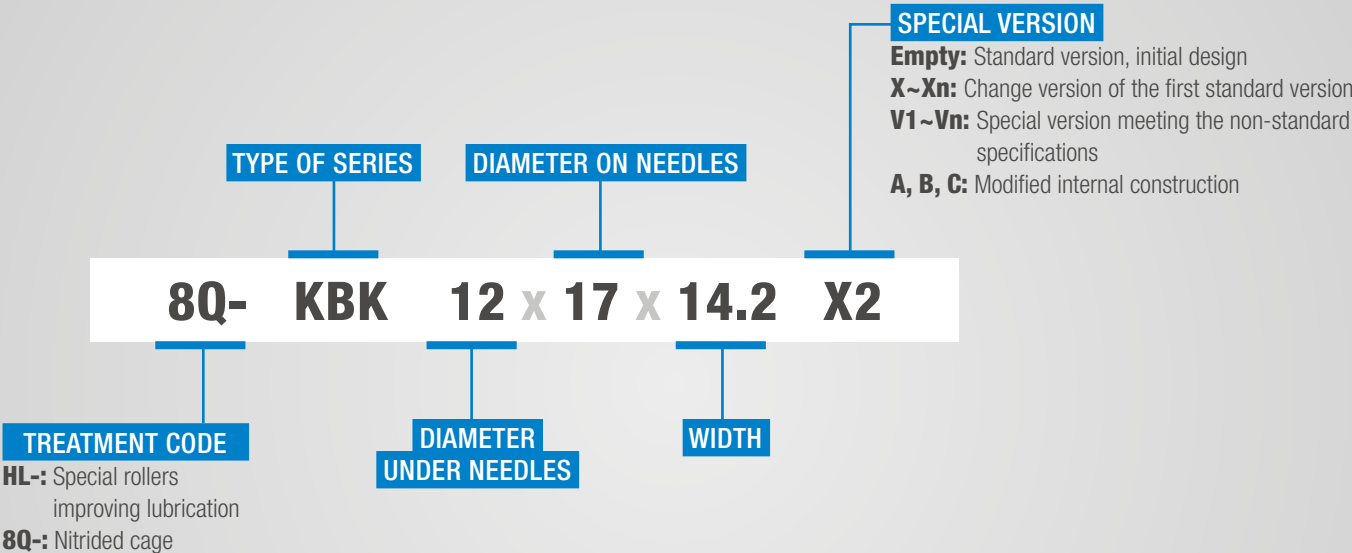 SPECIAL VERSION
Empty: Standard version, initial design
X~Xn: Change version of the first standard version
V1~Vn: Special version meeting the non-standard
specifications
A, B, C: Modified internal construction
TYPE OF SERIES
DIAMETER ON NEEDLES
8Q- KBK 12 x 17 x 14.2 X2
TREATMENT CODE
HL-: Special rollers
improving lubrication
8Q-: Nitrided cage
DIAMETER
UNDER NEEDLES
WIDTH